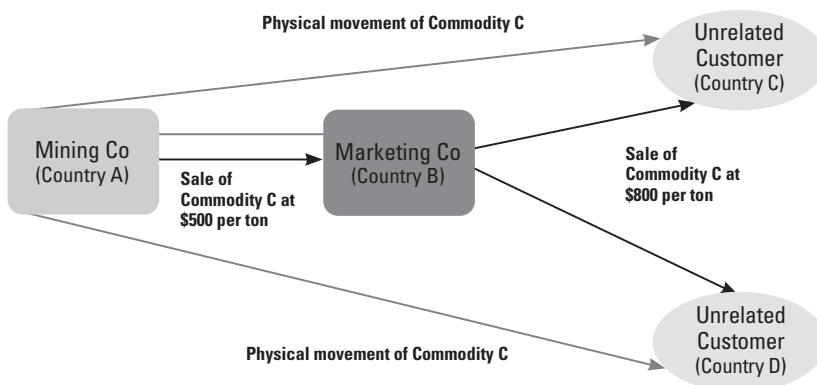 Physical movement of Commodity C
Unrelated
Customer
(Country C)
Mining Co
(Country A)
Marketing Co
(Country B)
Sale of
Commodity C at
$500 per ton
Sale of
Commodity C at
$800 per ton
Unrelated
Customer
(Country D)
Physical movement of Commodity C